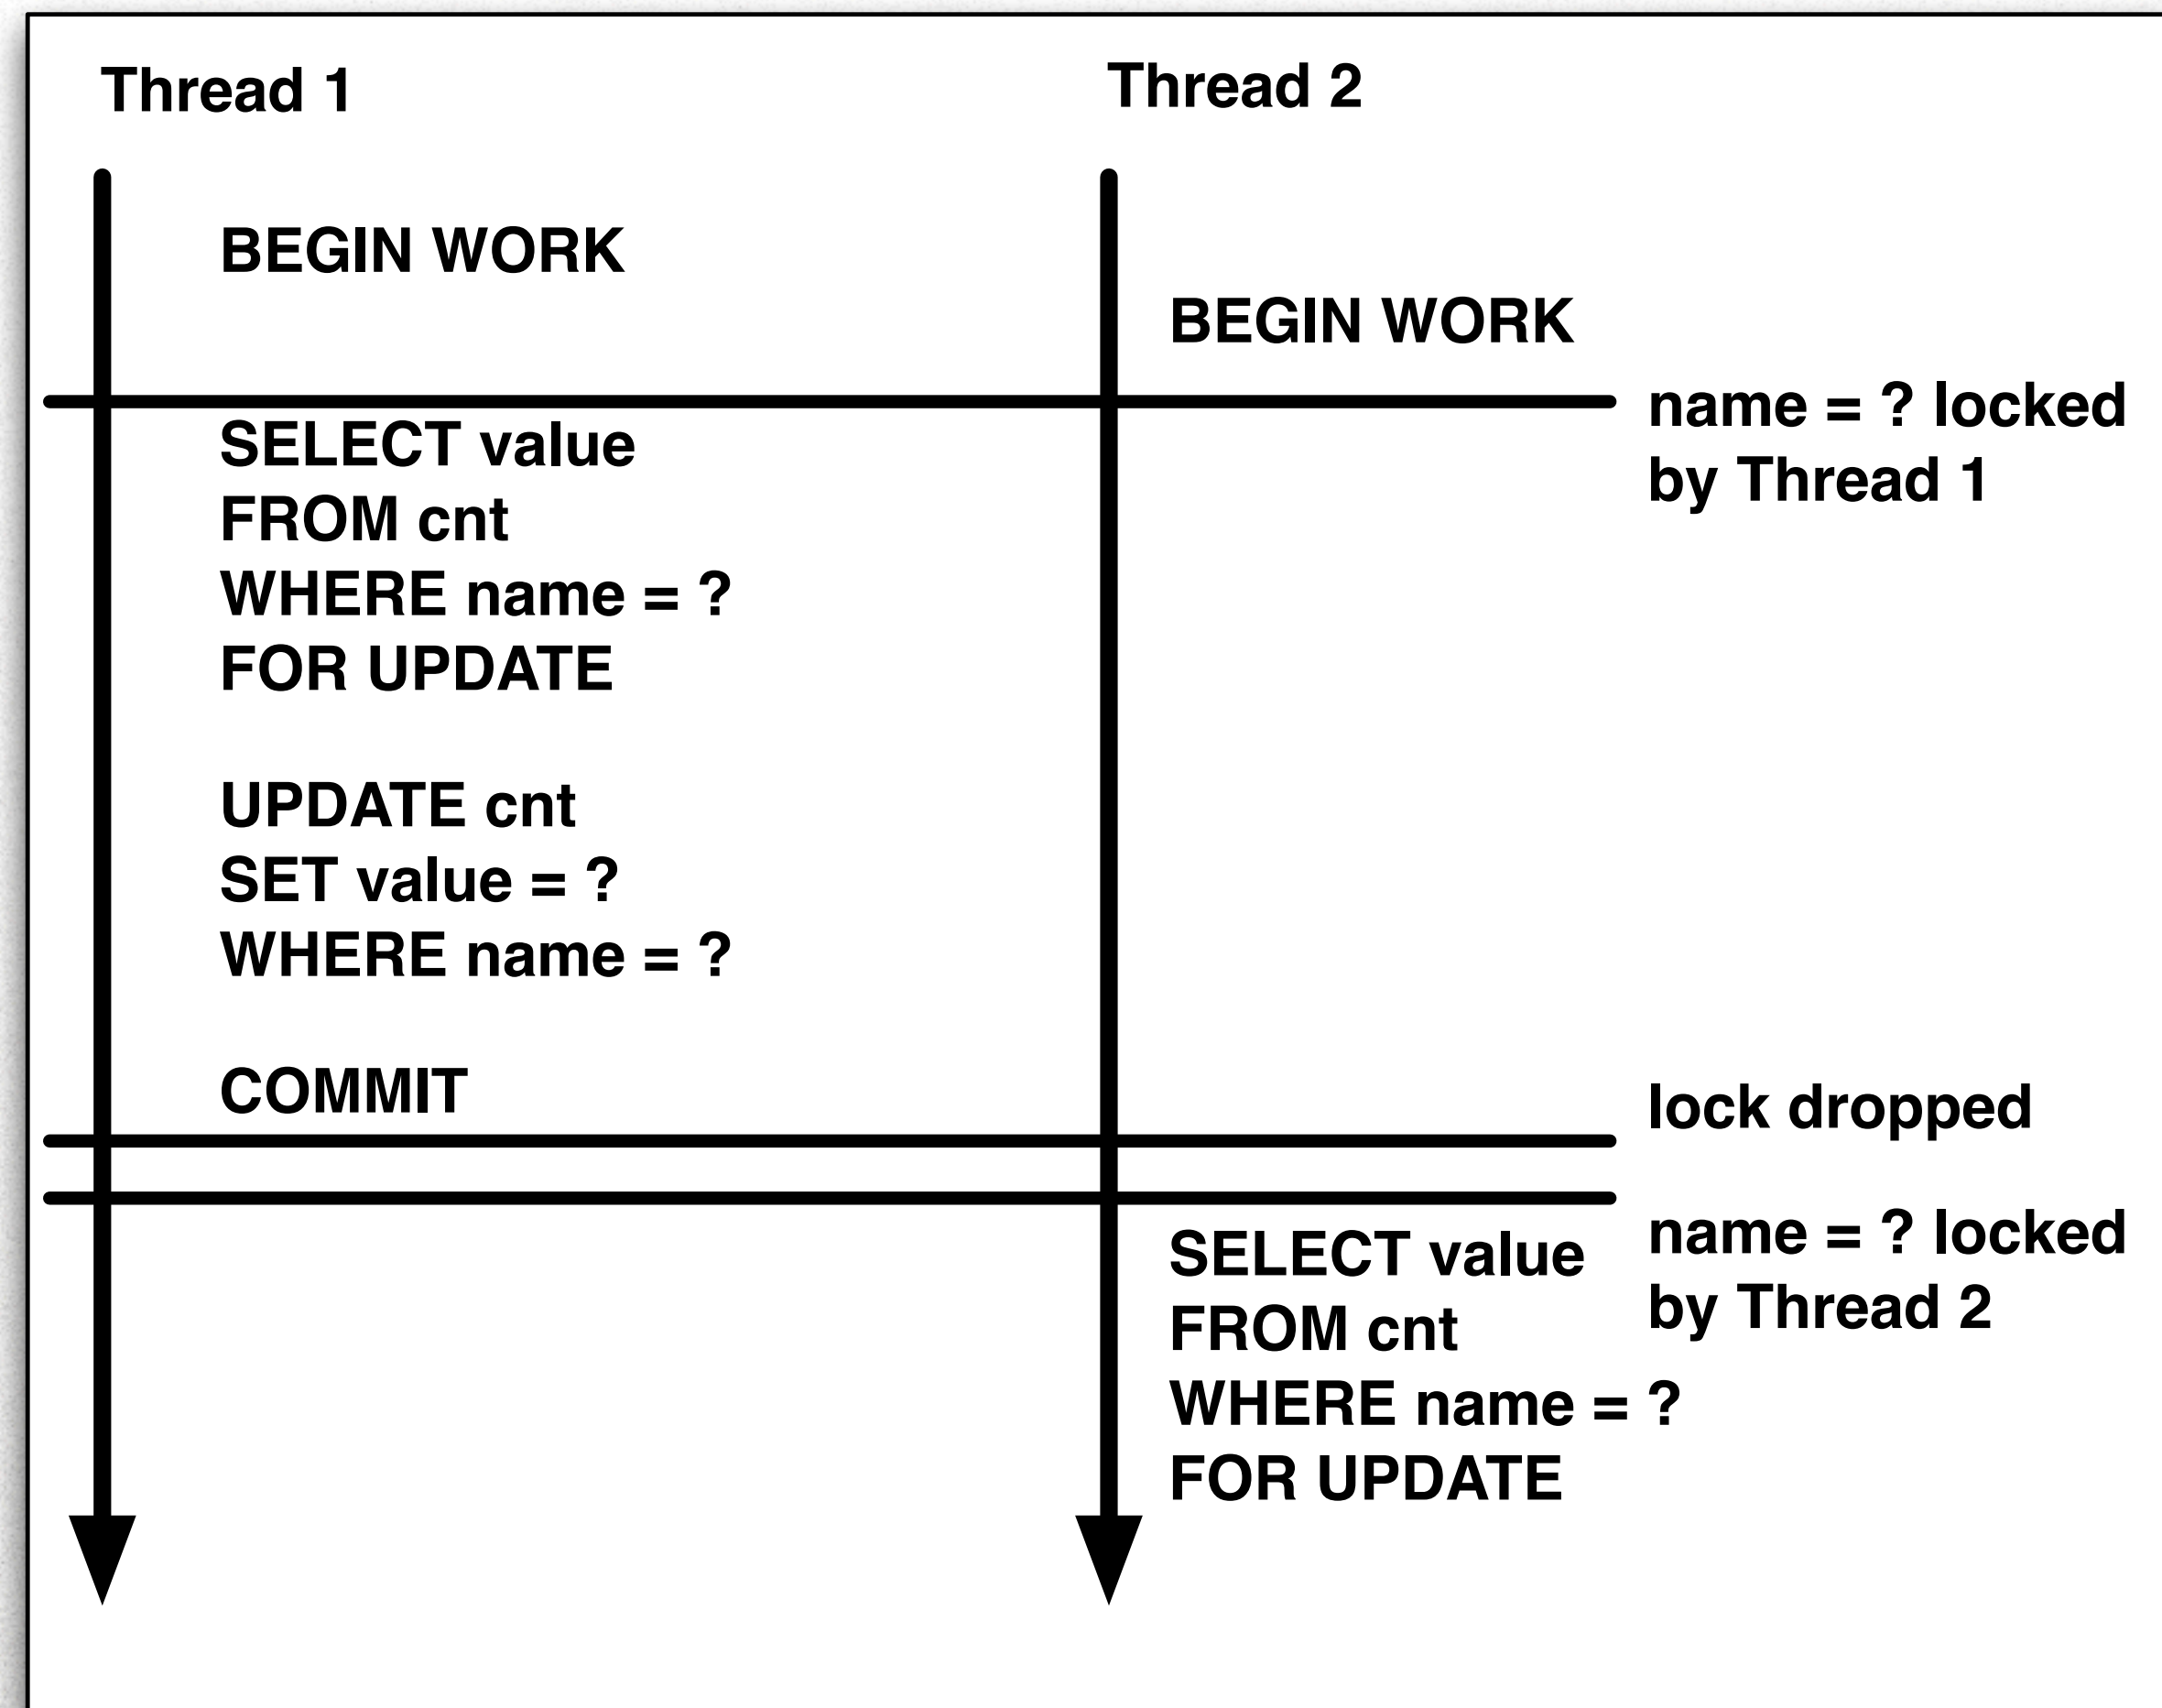 Thread 1
Thread 2
BEGIN WORK
BEGIN WORK
name = ? locked
by Thread 1
SELECT value
FROM cnt
WHERE name = ?
FOR UPDATE
UPDATE cnt
SET value = ?
WHERE name = ?
COMMIT
lock dropped
name = ? locked
by Thread 2
SELECT value
FROM cnt
WHERE name = ?
FOR UPDATE